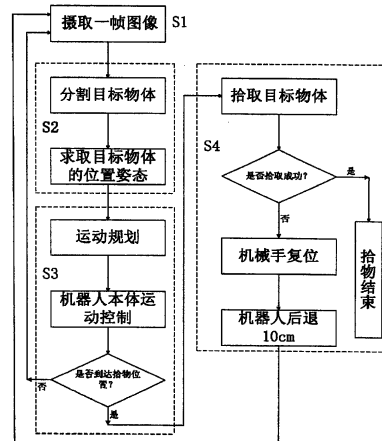 摄取一帧图像
S1
分割目标物体
S2
求取目标物体
的位置姿态
运动规划
S3
机器人本体运
动控制
是否到达拾物位
置?
否
是
拾取目标物体
S4
是否拾取成功?
是
否
机械手复位
拾物结束
机器人后退
10cm